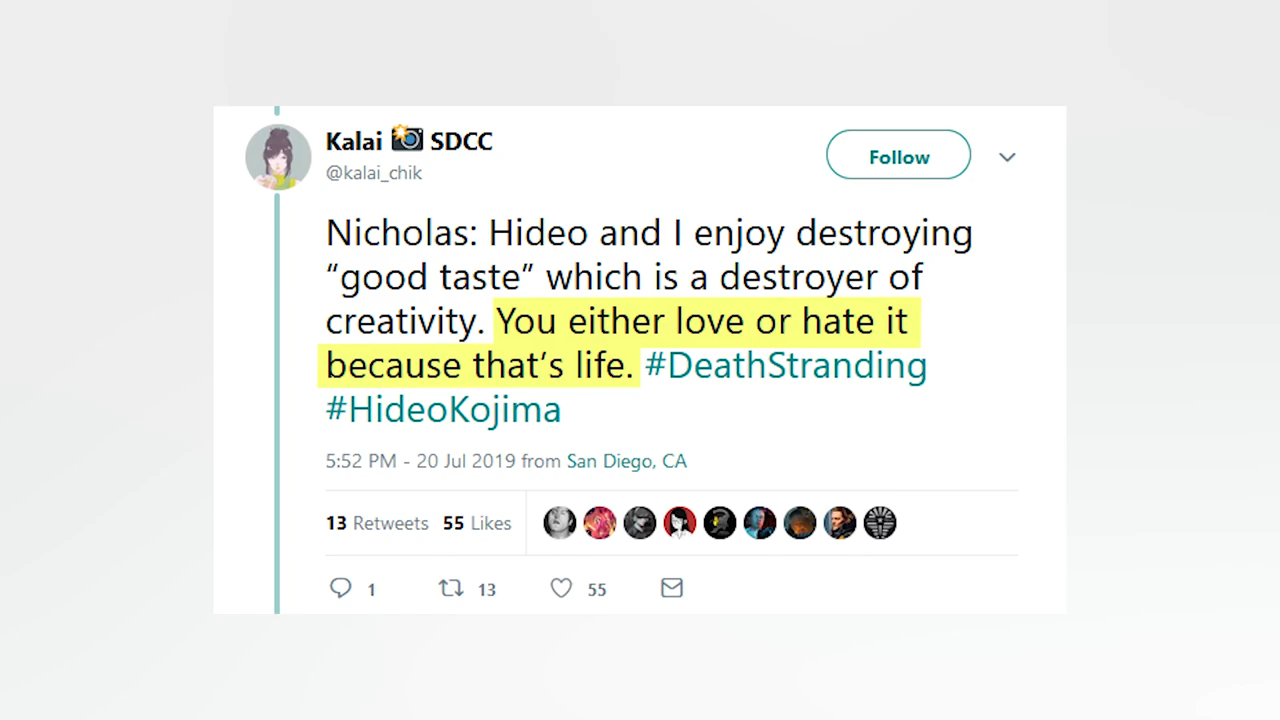 Kalai 📸 SDCC
@kalai_chik
Follow
Nicholas: Hideo and I enjoy destroying
“good taste” which is a destroyer of
creativity. You either love or hate it
because that’s life. #DeathStranding
#HideoKojima
5:52 PM - 20 Jul 2019 from San Diego, CA
13 Retweets 55 Likes
1 13 55